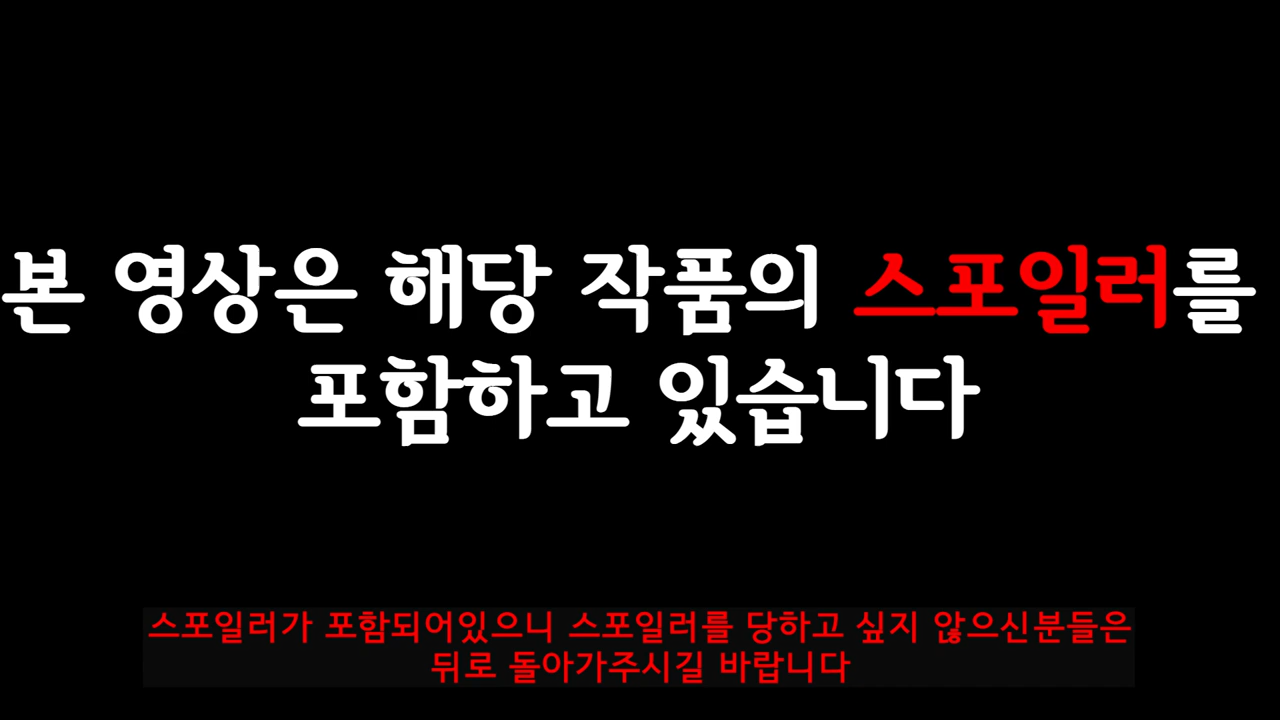 본 영상은 해당 작품의 스포일러를
포함하고 있습니다
스포일러가 포함되어있으니 스포일러를 당하고 싶지 않으신분들은
뒤로 돌아가주시길 바랍니다